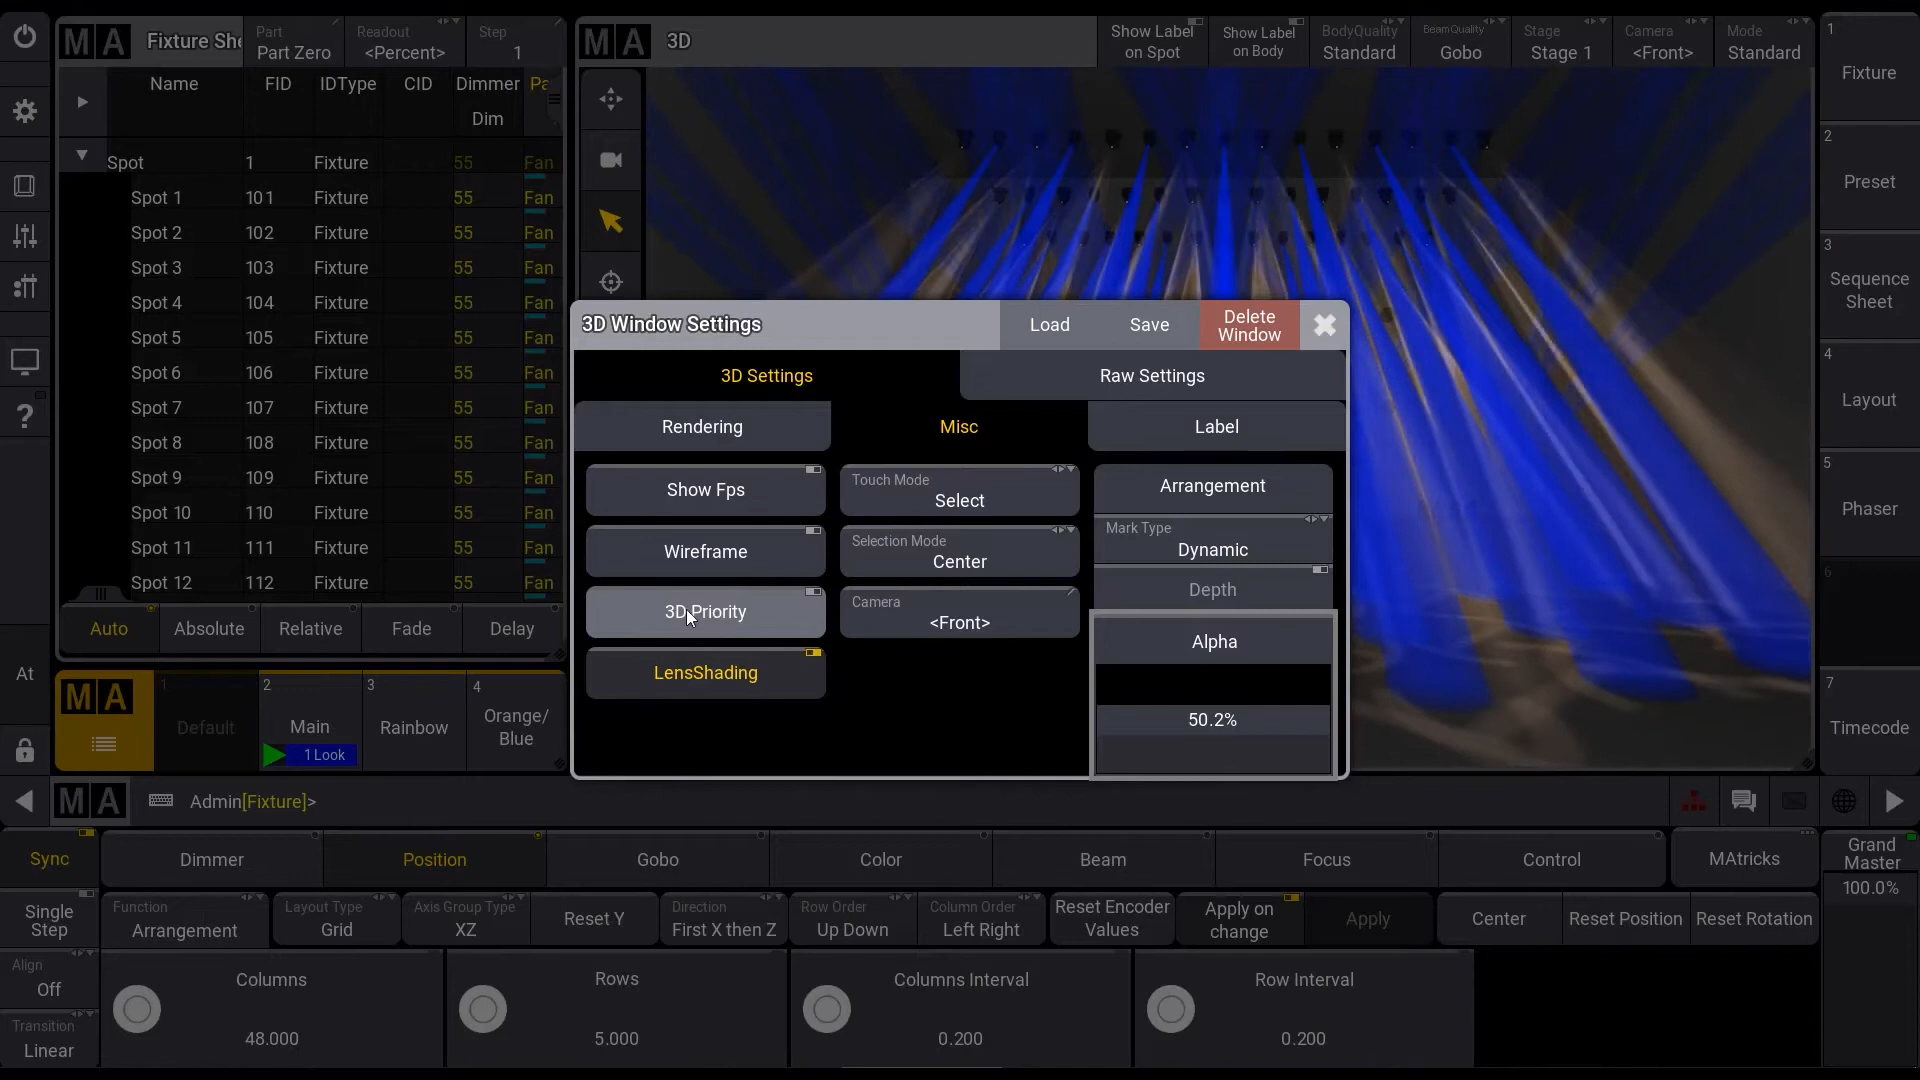 MA Fixture She
Part
Part Zero
Readout
<Percent>
Step
1
MA 3D
Show Label
on Spot
Show Label
on Body
BodyQuality
Standard
BeamQuality
Gobo
Stage
Stage 1
Camera
<Front>
Mode
Standard
Name FID IDType CID Dimmer Pa
Dim
Spot 1 Fixture 55 Fan
Spot 1 101 Fixture 55 Fan
Spot 2 102 Fixture 55 Fan
Spot 3 103 Fixture 55 Fan
Spot 4 104 Fixture 55 Fan
Spot 5 105 Fixture 55 Fan
Spot 6 106 Fixture 55 Fan
Spot 7 107 Fixture 55 Fan
Spot 8 108 Fixture 55 Fan
Spot 9 109 Fixture 55 Fan
Spot 10 110 Fixture 55 Fan
Spot 11 111 Fixture 55 Fan
Spot 12 112 Fixture 55 Fan
Auto Absolute Relative Fade Delay
3D Window Settings
Load
Save
Delete
Window
3D Settings
Raw Settings
Rendering
Misc
Label
Show Fps
Wireframe
3D Priority
LensShading
Touch Mode
Select
Selection Mode
Center
Camera
<Front>
Arrangement
Mark Type
Dynamic
Depth
Alpha
50.2%
1
Fixture
2
Preset
3
Sequence
Sheet
4
Layout
5
Phaser
6
7
Timecode
At
MA
1
Default
2
Main
1 Look
3
Rainbow
4
Orange/
Blue
MA Admin[Fixture]>
Sync
Dimmer Position Gobo Color Beam Focus Control MAtricks
Grand
Master
100.0%
Single
Step
Function
Arrangement
Layout Type
Grid
Axis Group Type
XZ
Reset Y
Direction
First X then Z
Row Order
Up Down
Column Order
Left Right
Reset Encoder
Values
Apply on
change
Apply
Center
Reset Position
Reset Rotation
Align
Off
Transition
Linear
Columns
48.000
Rows
5.000
Columns Interval
0.200
Row Interval
0.200